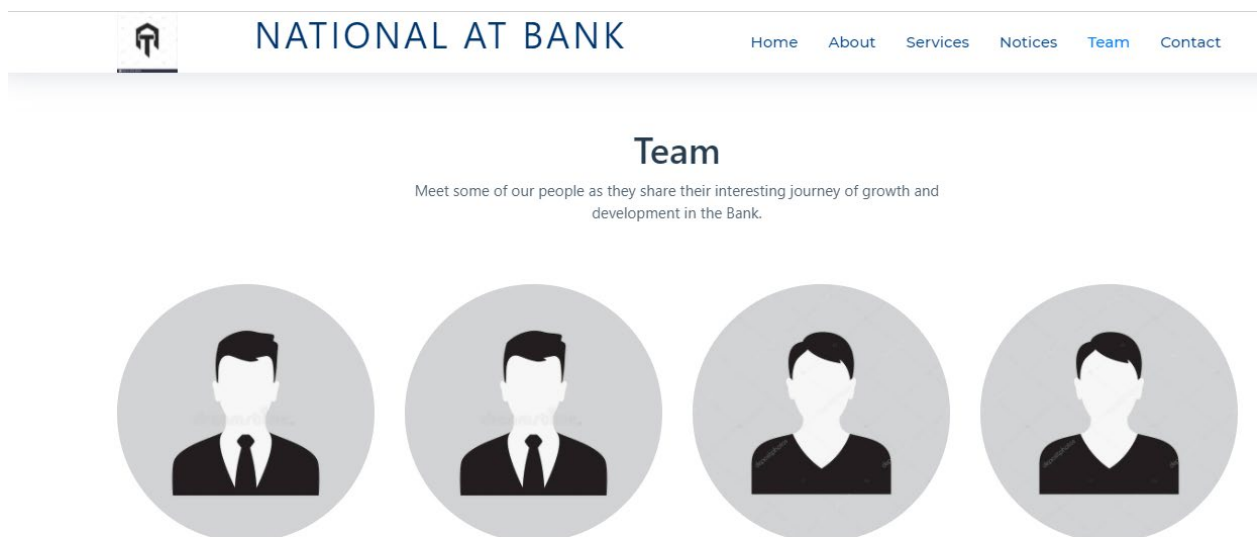 NATIONAL AT BANK
Home About Services Notices Team Contact
Team
Meet some of our people as they share their interesting journey of growth and
development in the Bank.
depositphotos